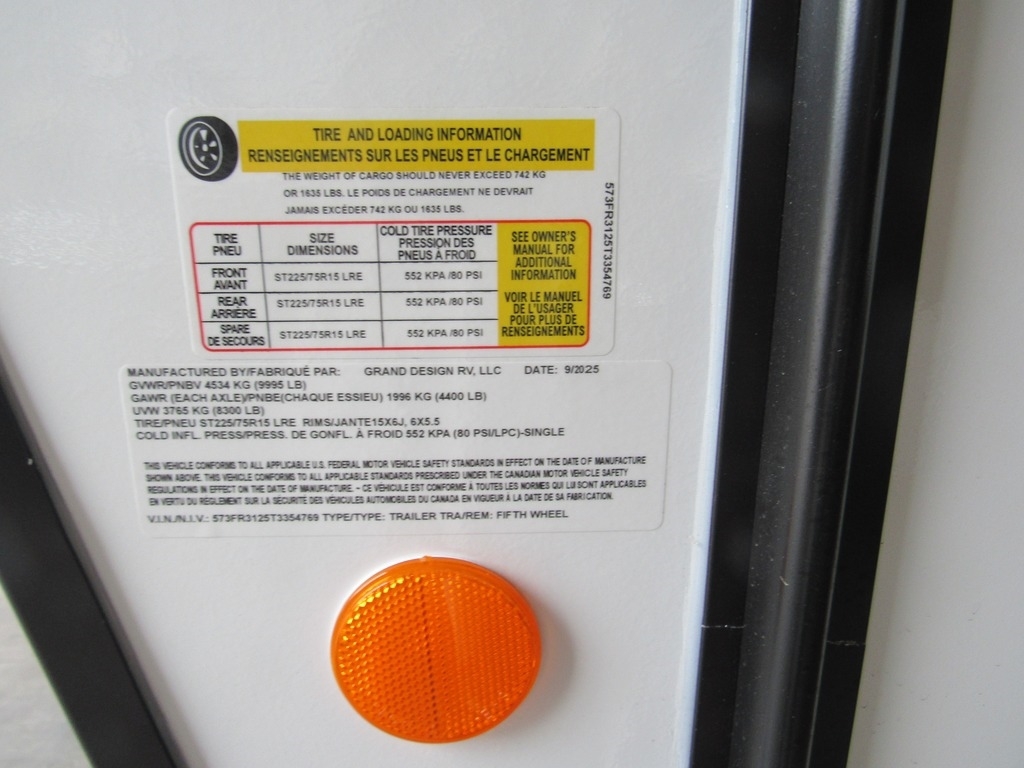 TIRE AND LOADING INFORMATION
RENSEIGNEMENTS SUR LES PNEUS ET LE CHARGEMENT
THE WEIGHT OF CARGO SHOULD NEVER EXCEED 742 KG
OR 1635 LBS. LE POIDS DE CHARGEMENT NE DEVRAIT
JAMAIS EXCÉDER 742 KG OU 1635 LBS.
TIRE
PNEU
SIZE
DIMENSIONS
COLD TIRE PRESSURE
PRESSION DES
PNEUS À FROID
FRONT
AVANT
ST225/75R15 LRE
552 KPA /80 PSI
REAR
ARRIÈRE
ST225/75R15 LRE
552 KPA /80 PSI
SPARE
DE SECOURS
ST225/75R15 LRE
552 KPA /80 PSI
SEE OWNER'S
MANUAL FOR
ADDITIONAL
INFORMATION
VOIR LE MANUEL
DE L'USAGER
POUR PLUS DE
RENSEIGNEMENTS
573FR3125T3354769
MANUFACTURED BY/FABRIQUÉ PAR: GRAND DESIGN RV, LLC DATE: 9/2025
GVWR/PNBV 4534 KG (9995 LB)
GAWR (EACH AXLE)/PNBE(CHAQUE ESSIEU) 1996 KG (4400 LB)
UVW 3765 KG (8300 LB)
TIRE/PNEU ST225/75R15 LRE RIMS/JANTE15X6J, 6X5.5
COLD INFL. PRESS/PRESS. DE GONFL. À FROID 552 KPA (80 PSI/LPC)-SINGLE
THIS VEHICLE CONFORMS TO ALL APPLICABLE U.S. FEDERAL MOTOR VEHICLE SAFETY STANDARDS IN EFFECT ON THE DATE OF MANUFACTURE
SHOWN ABOVE. THIS VEHICLE CONFORMS TO ALL APPLICABLE STANDARDS PRESCRIBED UNDER THE CANADIAN MOTOR VEHICLE SAFETY
REGULATIONS IN EFFECT ON THE DATE OF MANUFACTURE. - CE VÉHICULE EST CONFORME À TOUTES LES NORMES QUI LUI SONT APPLICABLES
EN VERTU DU RÈGLEMENT SUR LA SÉCURITÉ DES VÉHICULES AUTOMOBILES DU CANADA EN VIGUEUR À LA DATE DE SA FABRICATION.
V.I.N./N.I.V.: 573FR3125T3354769 TYPE/TYPE: TRAILER TRA/REM: FIFTH WHEEL